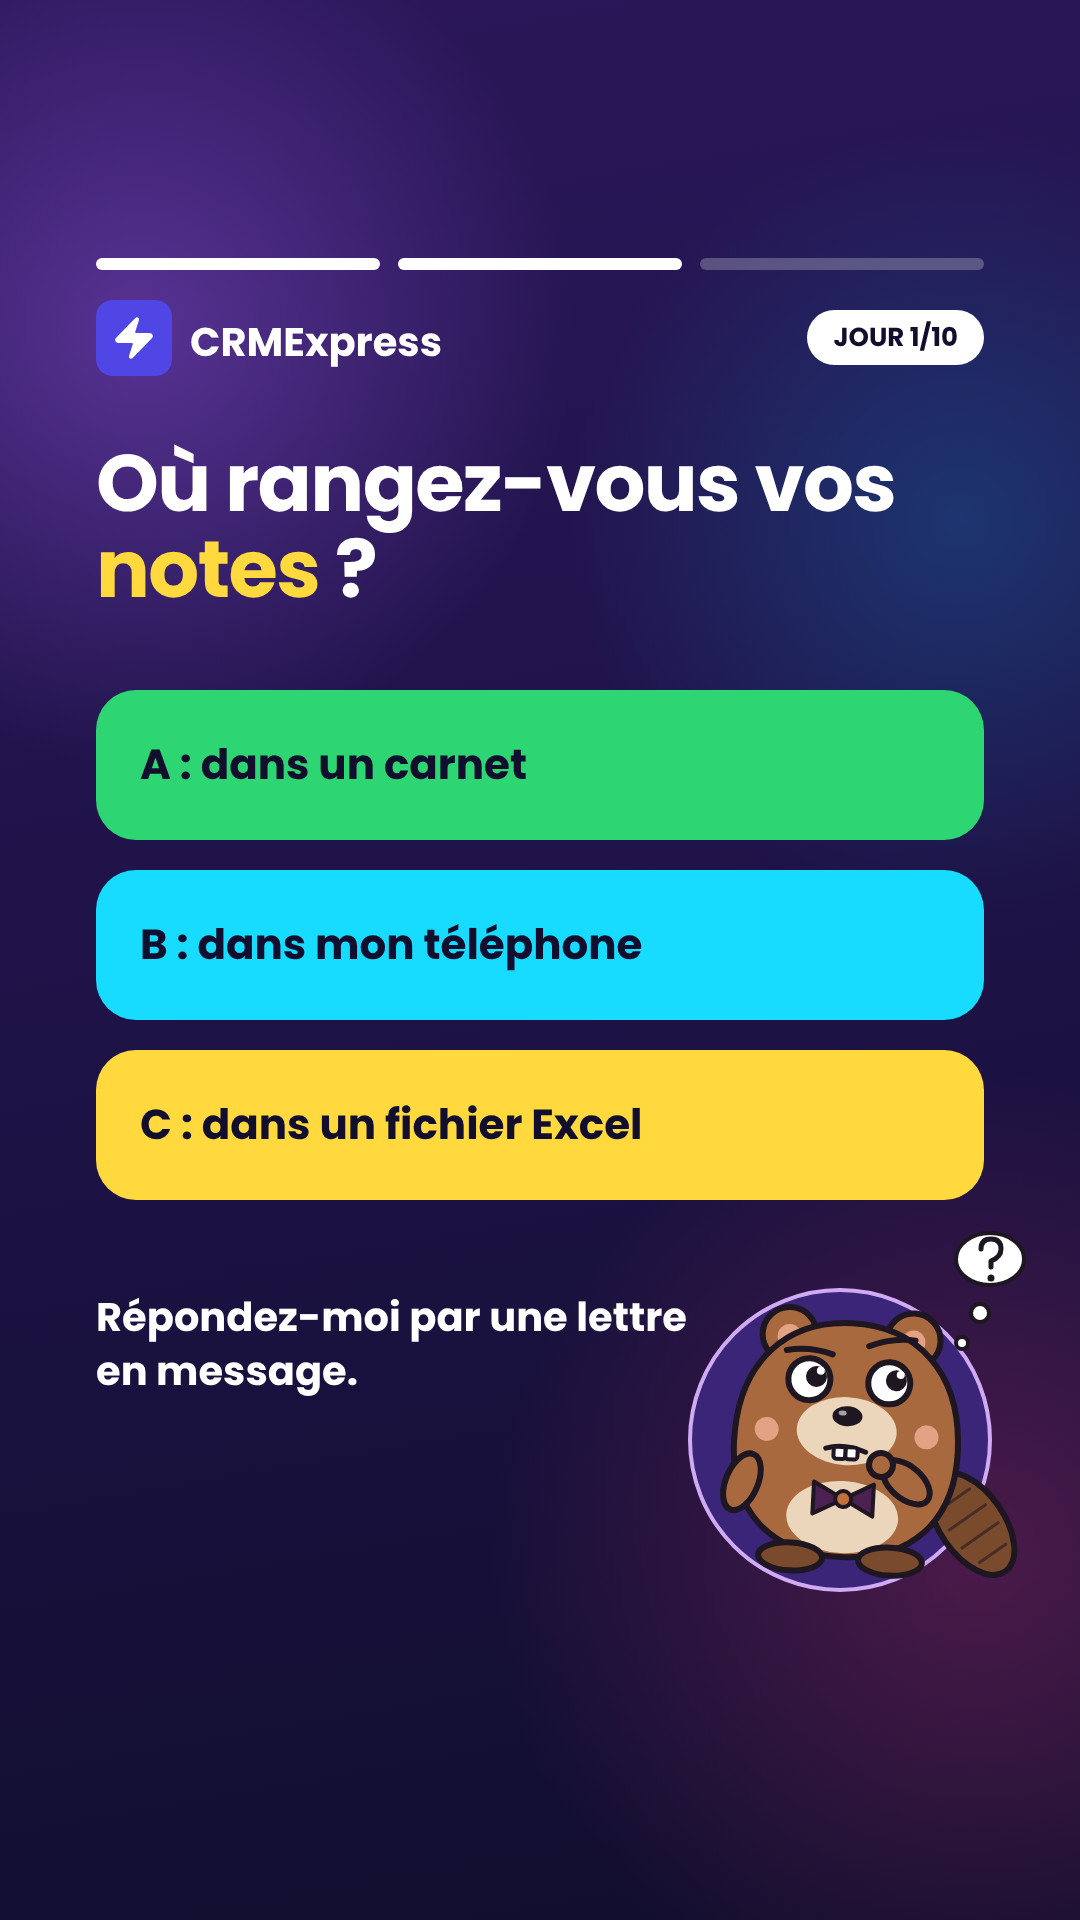 CRMExpress
JOUR 1/10
Où rangez-vous vos
notes ?
A : dans un carnet
B : dans mon téléphone
C : dans un fichier Excel
?
Répondez-moi par une lettre
en message.